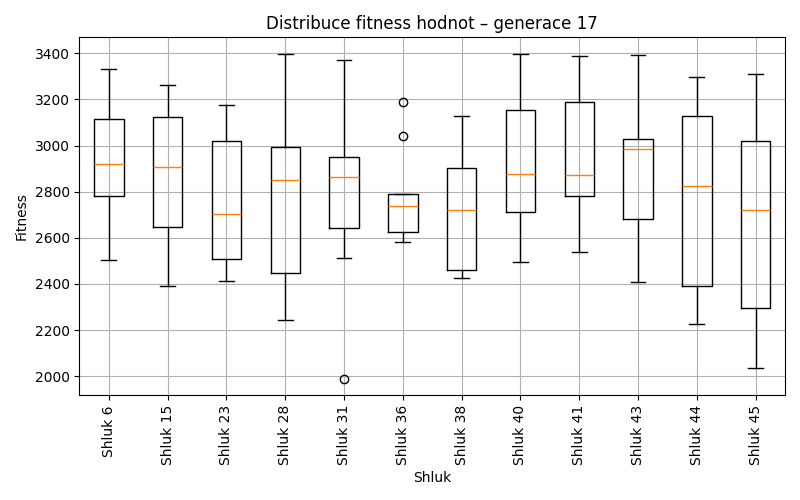 Distribuce fitness hodnot – generace 17
Fitness
3400
3200
3000
2800
2600
2400
2200
2000
Shluk 6
Shluk 15
Shluk 23
Shluk 28
Shluk 31
Shluk 36
Shluk 38
Shluk 40
Shluk 41
Shluk 43
Shluk 44
Shluk 45
Shluk